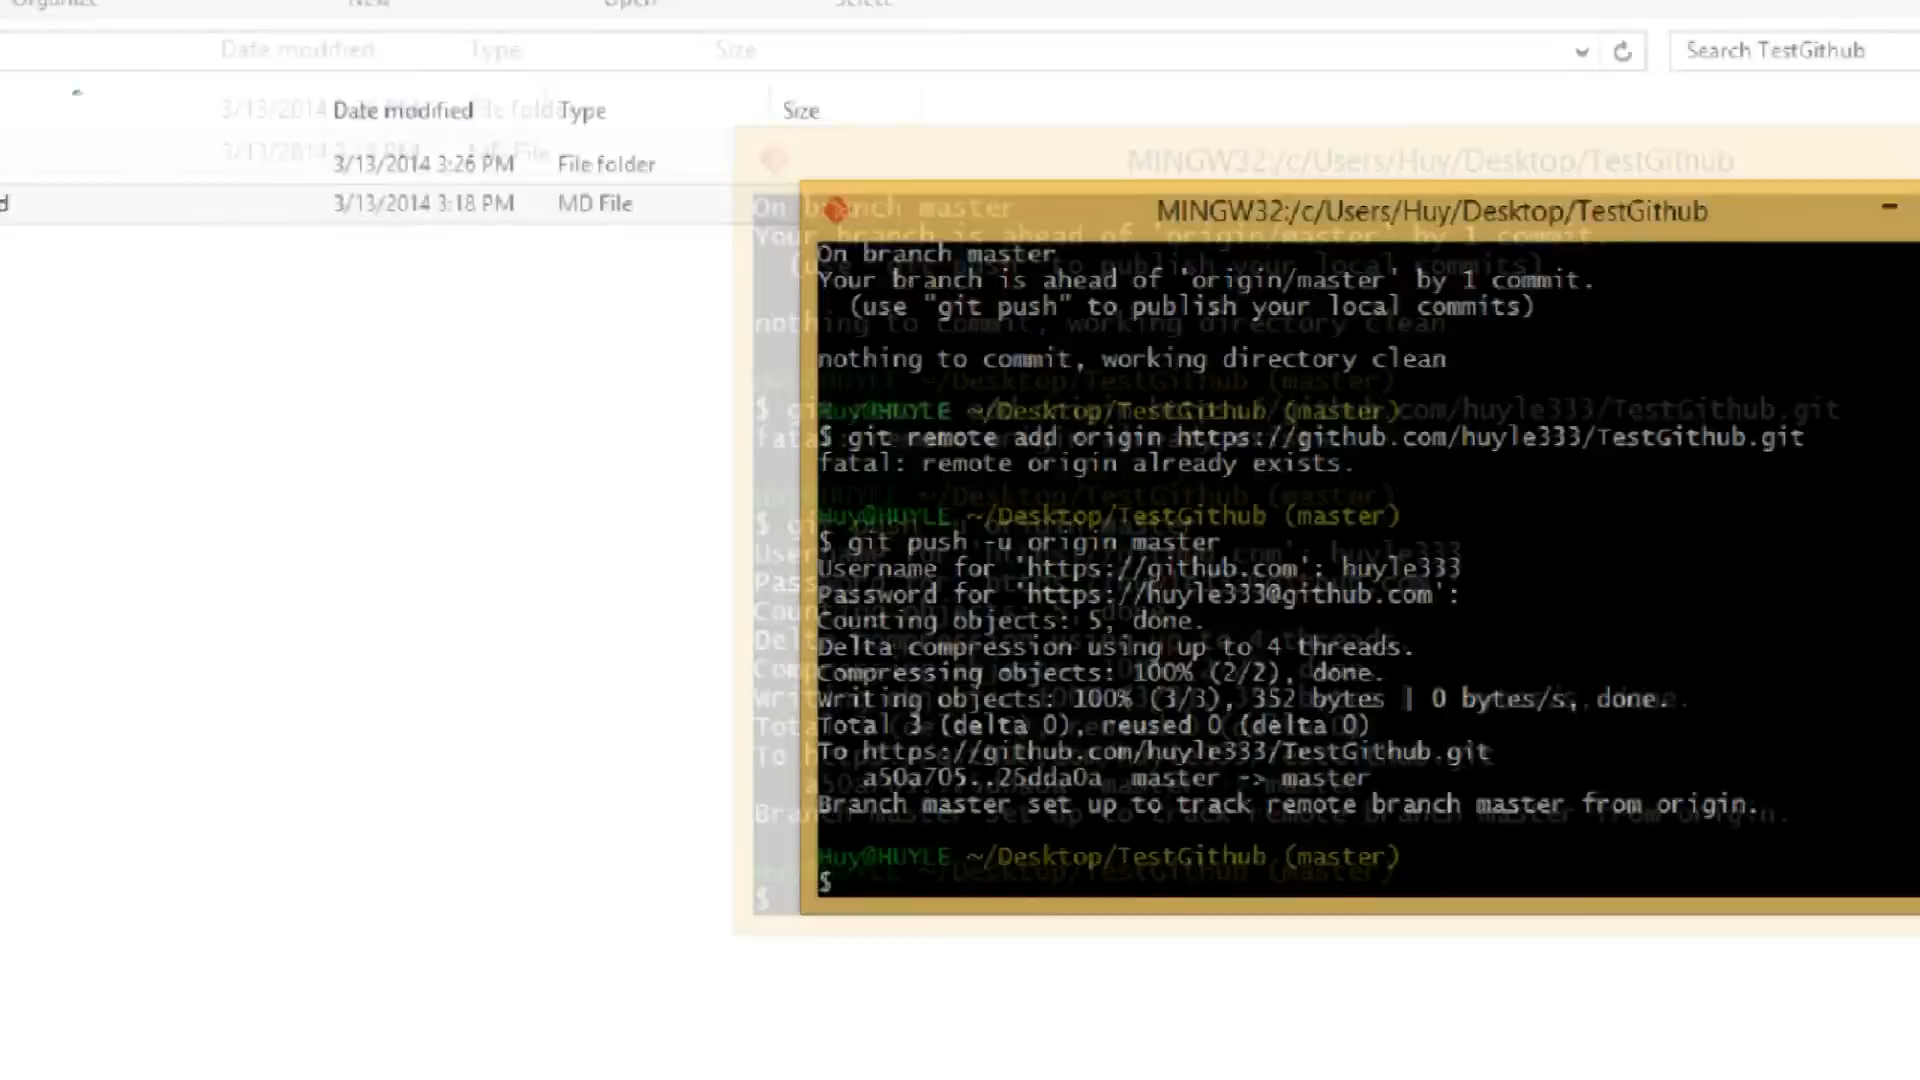 Organize New Open Select
Date modified Type Size
Search TestGithub
Date modified Type Size
3/13/2014 3:26 PM File folder
3/13/2014 3:18 PM MD File
MINGW32:/c/Users/Huy/Desktop/TestGithub
MINGW32:/c/Users/Huy/Desktop/TestGithub
On branch master
Your branch is ahead of 'origin/master' by 1 commit.
(use "git push" to publish your local commits)
nothing to commit, working directory clean
Huy@HUYLE ~/Desktop/TestGithub (master)
$ git remote add origin https://github.com/huyle333/TestGithub.git
fatal: remote origin already exists.
Huy@HUYLE ~/Desktop/TestGithub (master)
$ git push -u origin master
Username for 'https://github.com': huyle333
Password for 'https://huyle333@github.com':
Counting objects: 5, done.
Delta compression using up to 4 threads.
Compressing objects: 100% (2/2), done.
Writing objects: 100% (3/3), 352 bytes | 0 bytes/s, done.
Total 3 (delta 0), reused 0 (delta 0)
To https://github.com/huyle333/TestGithub.git
a50a705..25dda0a master -> master
Branch master set up to track remote branch master from origin.
Huy@HUYLE ~/Desktop/TestGithub (master)
$